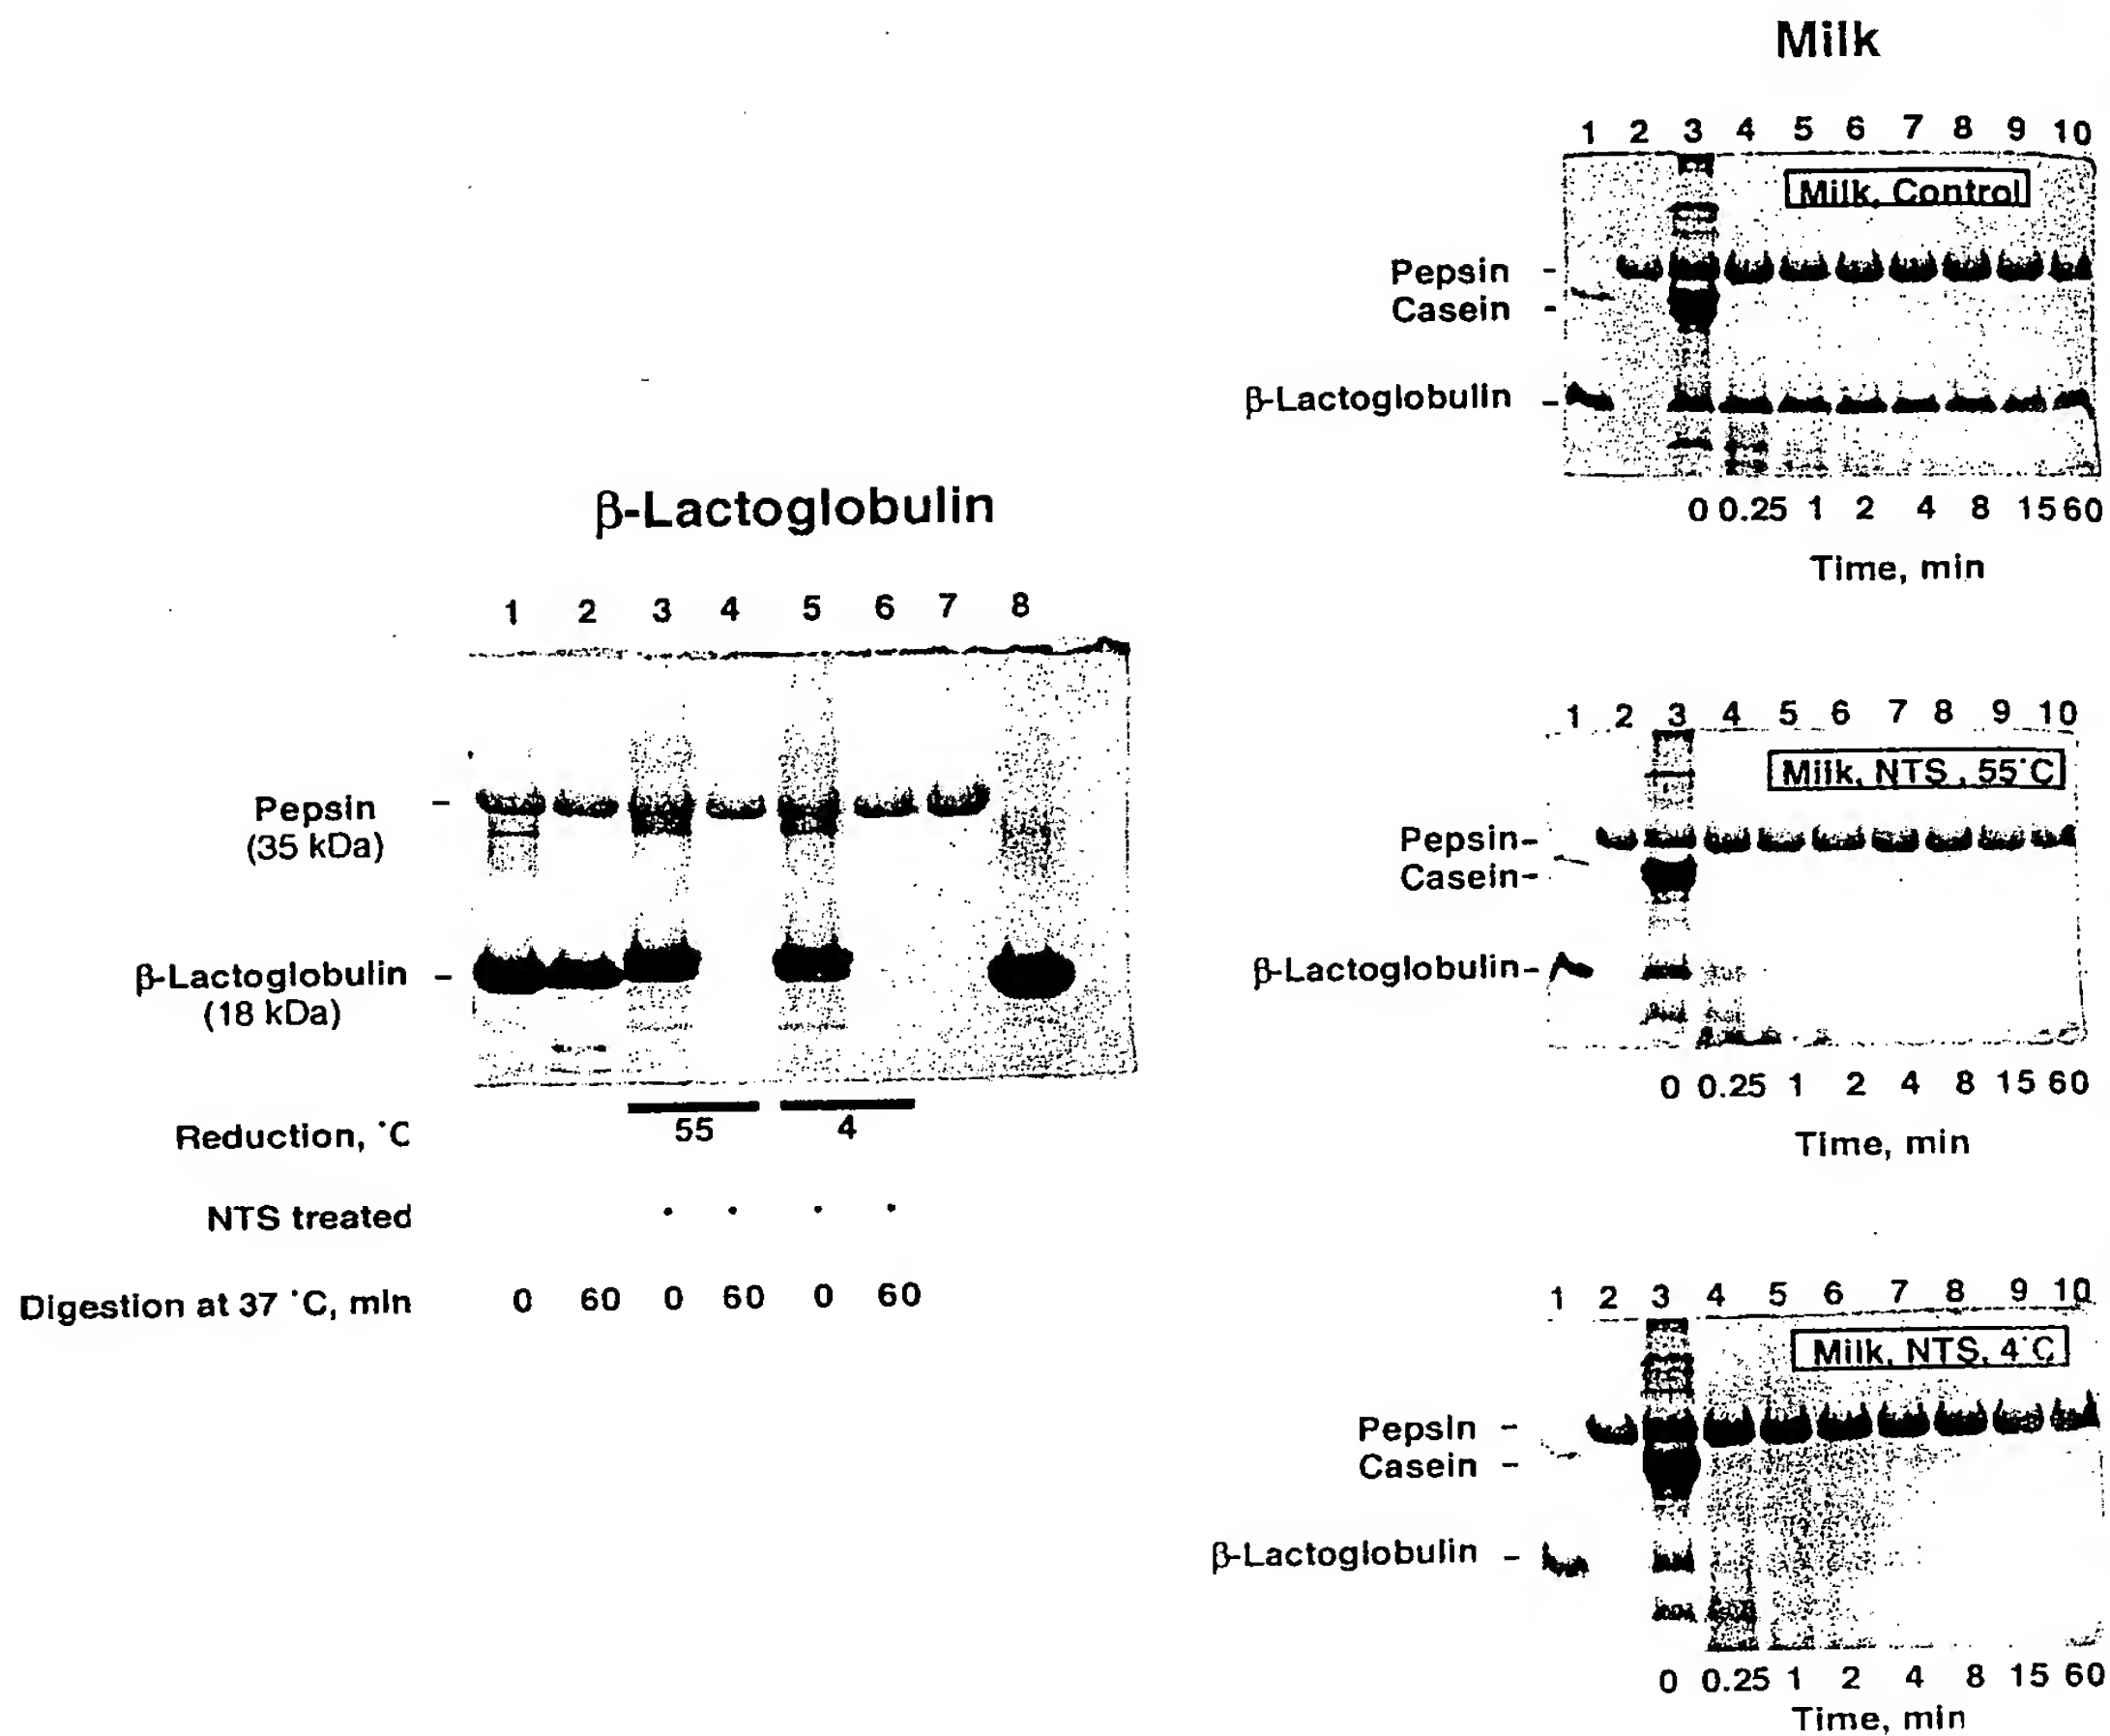 β-Lactoglobulin
1 2 3 4 5 6 7 8
Pepsin
(35 kDa)
β-Lactoglobulin
(18 kDa)
Reduction, °C 55 4
NTS treated • • • •
Digestion at 37 °C, min 0 60 0 60 0 60
Milk
1 2 3 4 5 6 7 8 9 10
Milk, Control
Pepsin
Casein
β-Lactoglobulin
0 0.25 1 2 4 8 15 60
Time, min
1 2 3 4 5 6 7 8 9 10
Milk, NTS, 55°C
Pepsin
Casein
β-Lactoglobulin
0 0.25 1 2 4 8 15 60
Time, min
1 2 3 4 5 6 7 8 9 10
Milk, NTS, 4°C
Pepsin
Casein
β-Lactoglobulin
0 0.25 1 2 4 8 15 60
Time, min